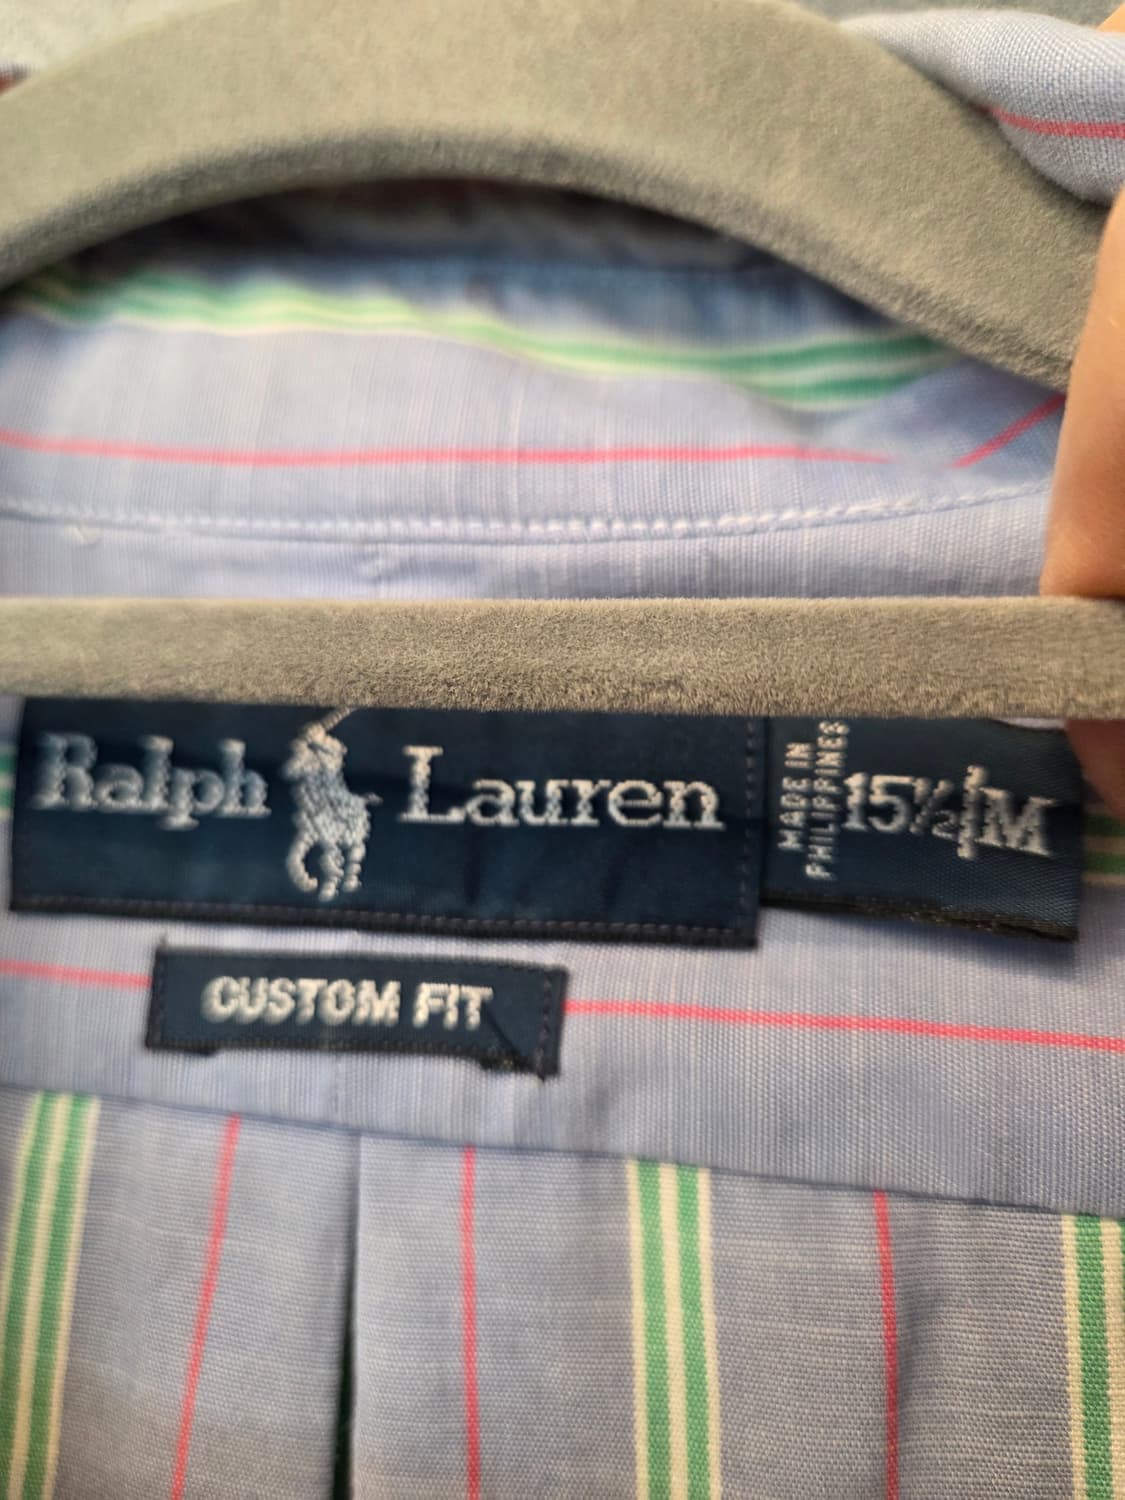 Ralph Lauren
MADE IN
PHILIPPINES
15½/M
CUSTOM FIT